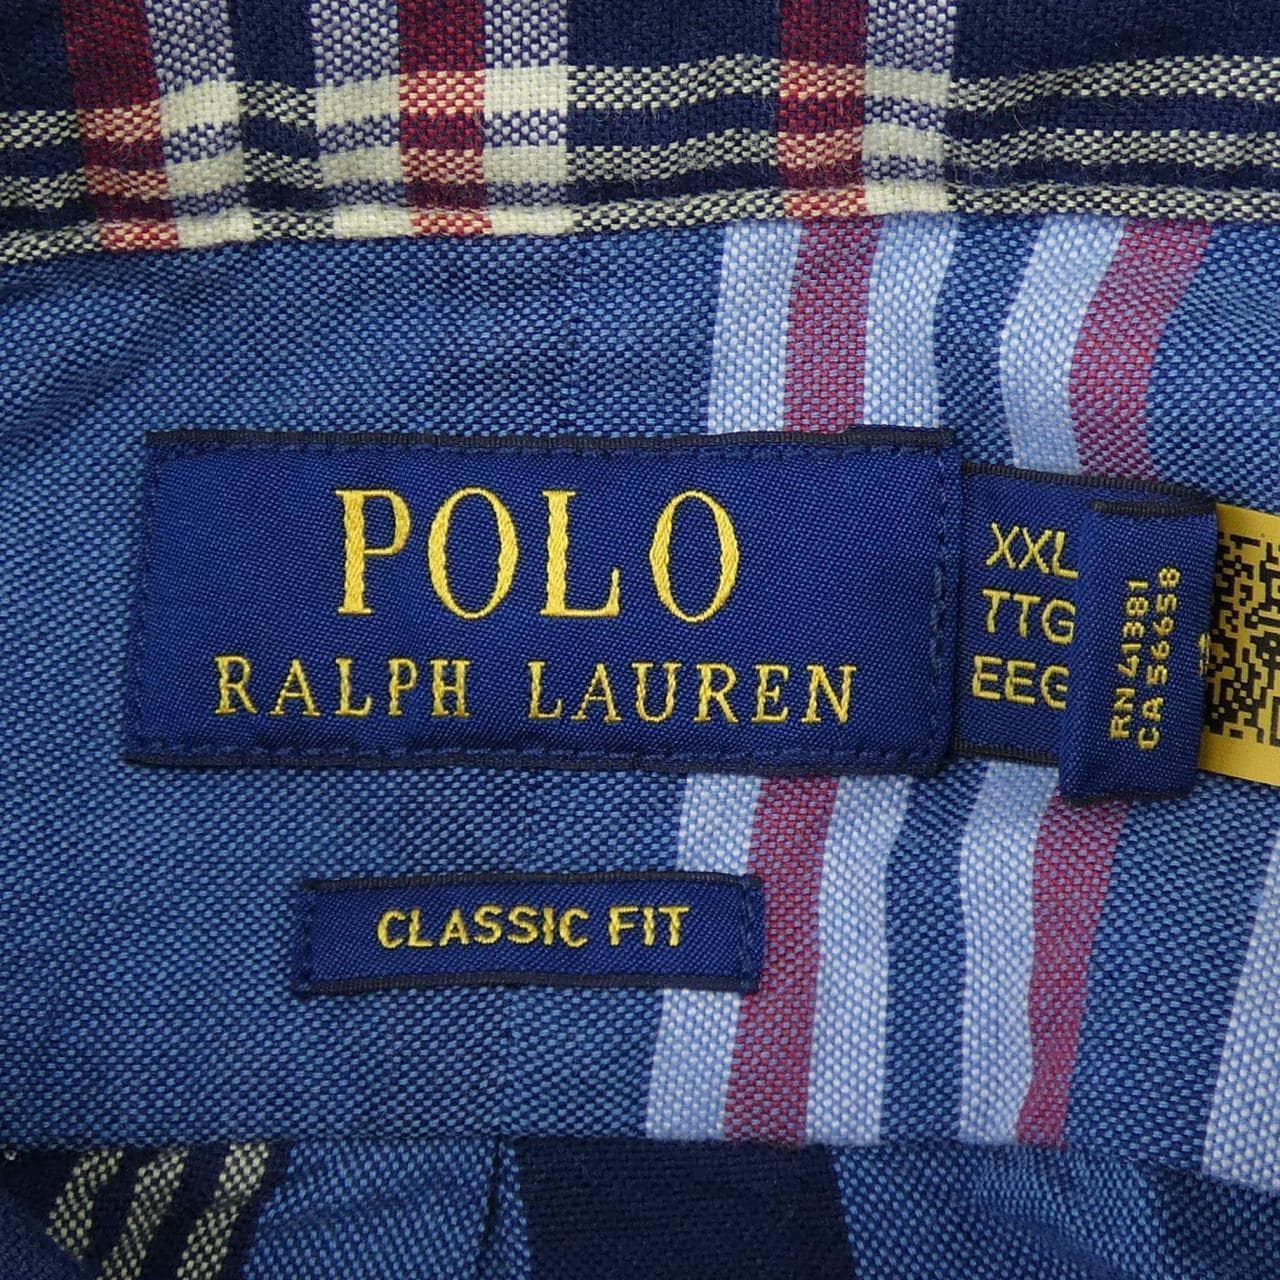 POLO
RALPH LAUREN
XXL
TTG
EEG
RN 41381
CA 56658
CLASSIC FIT